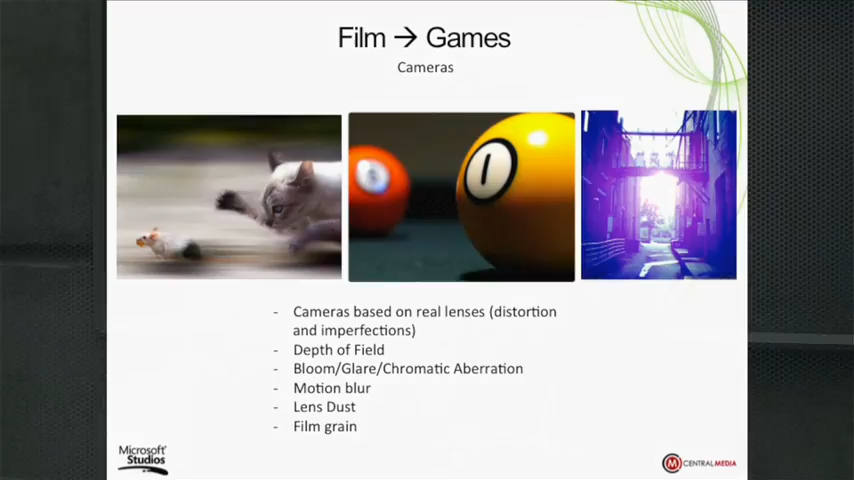 Film → Games
Cameras
1
- Cameras based on real lenses (distortion
and imperfections)
- Depth of Field
- Bloom/Glare/Chromatic Aberration
- Motion blur
- Lens Dust
- Film grain
Microsoft®
Studios
M CENTRALMEDIA